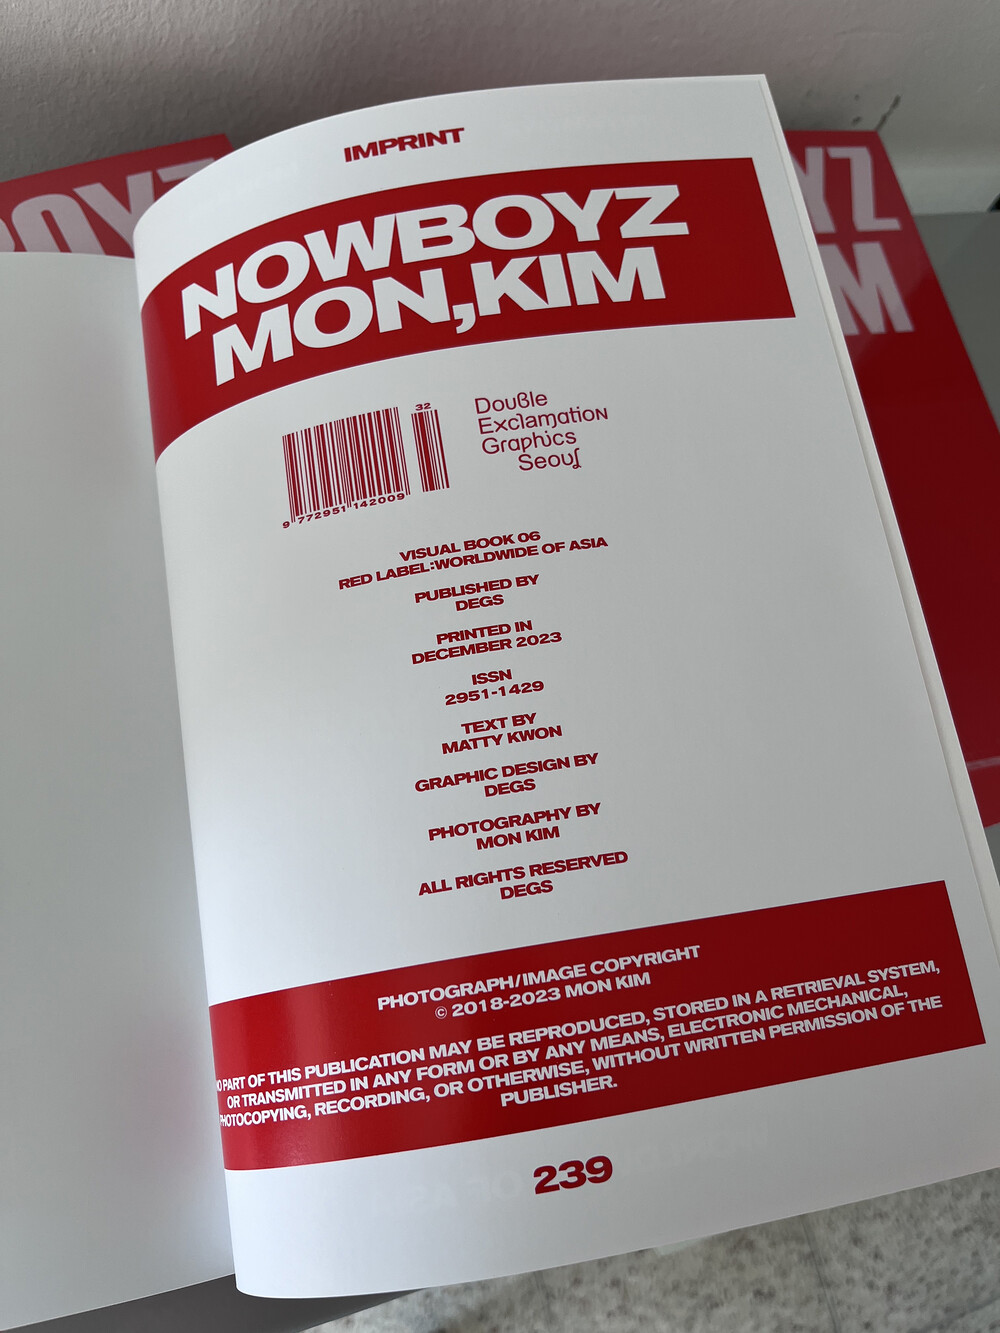 IMPRINT
NOWBOYZ
MON,KIM
32
9 772951 142009
Double
Exclamation
Graphics
Seoul
VISUAL BOOK 06
RED LABEL:WORLDWIDE OF ASIA
PUBLISHED BY
DEGS
PRINTED IN
DECEMBER 2023
ISSN
2951-1429
TEXT BY
MATTY KWON
GRAPHIC DESIGN BY
DEGS
PHOTOGRAPHY BY
MON KIM
ALL RIGHTS RESERVED
DEGS
PHOTOGRAPH/IMAGE COPYRIGHT
© 2018-2023 MON KIM
PART OF THIS PUBLICATION MAY BE REPRODUCED, STORED IN A RETRIEVAL SYSTEM,
OR TRANSMITTED IN ANY FORM OR BY ANY MEANS, ELECTRONIC MECHANICAL,
PHOTOCOPYING, RECORDING, OR OTHERWISE, WITHOUT WRITTEN PERMISSION OF THE
PUBLISHER.
239